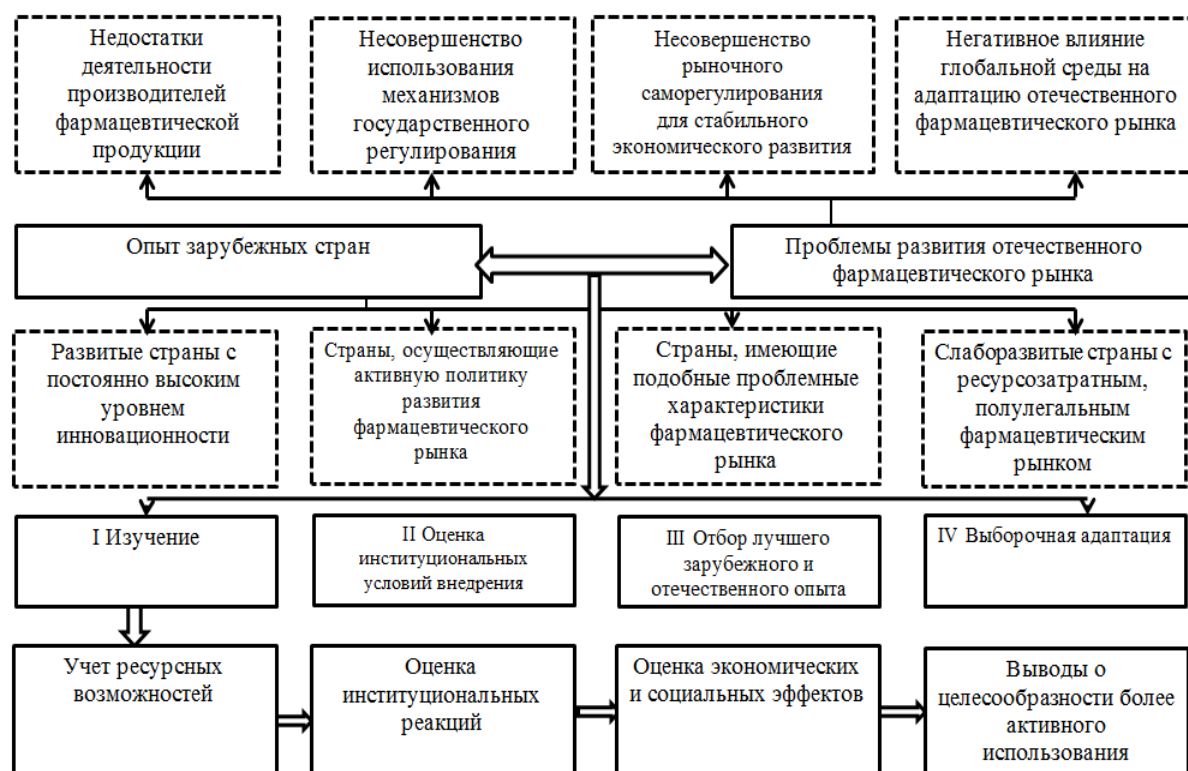 Недостатки
деятельности
производителей
фармацевтической
продукции
Несовершенство
использования
механизмов
государственного
регулирования
Несовершенство
рыночного
саморегулирования
для стабильного
экономического развития
Негативное влияние
глобальной среды на
адаптацию отечественного
фармацевтического рынка
Опыт зарубежных стран
Проблемы развития отечественного
фармацевтического рынка
Развитые страны с
постоянно высоким
уровнем
инновационности
Страны, осуществляющие
активную политику
развития
фармацевтического
рынка
Страны, имеющие
подобные проблемные
характеристики
фармацевтического
рынка
Слаборазвитые страны с
ресурсозатратным,
полулегальным
фармацевтическим
рынком
I Изучение
II Оценка
институциональных
условий внедрения
III Отбор лучшего
зарубежного и
отечественного опыта
IV Выборочная адаптация
Учет ресурсных
возможностей
Оценка
институциональных
реакций
Оценка экономических
и социальных эффектов
Выводы о
целесообразности более
активного
использования